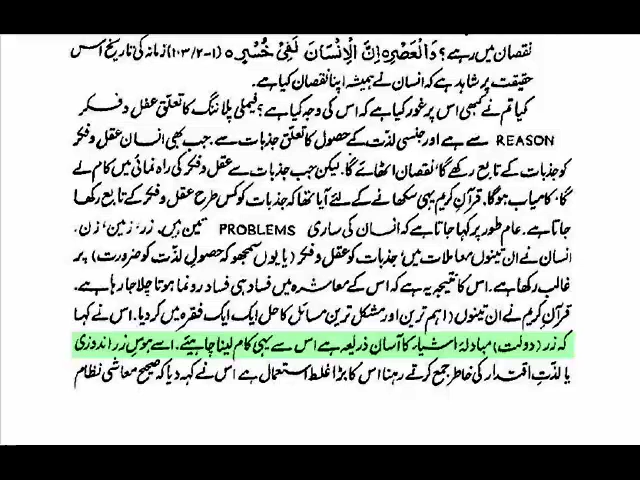 نقصان میں رہے؟ وَالْعَصْرِہ اِنَّ الْاِنْسَانَ لَفِیْ خُسْرٍہ (۱۰۳/۲-۱) زمانہ کی تاریخ اس
حقیقت پر شاہد ہے کہ انسان نے ہمیشہ اپنا نقصان کیا ہے۔
کیا تم نے کبھی اس پر غور کیا ہے کہ اس کی وجہ کیا ہے؟ فیملی پلاننگ کا تعلق عقل و فکر
REASON سے ہے اور جنسی لذت کے حصول کا تعلق جذبات سے۔ جب بھی انسان عقل و فکر
کو جذبات کے تابع رکھے گا، نقصان اٹھائے گا۔ لیکن جب جذبات سے عقل و فکر کی راہ نمائی میں کام لے
گا، کامیاب ہوگا۔ قرآنِ کریم یہی سکھانے کے لئے آیا تھا کہ جذبات کو کس طرح عقل و فکر کے تابع رکھا
جاتا ہے۔ عام طور پر کہا جاتا ہے کہ انسان کی ساری PROBLEMS تین ہیں، زر، زمین، زن۔
انسان نے ان تینوں معاملات میں، جذبات کو عقل و فکر (یا یوں سمجھو کہ حصولِ لذّت کو ضرورت) پر
غالب رکھا ہے۔ اس کا نتیجہ یہ ہے کہ اس کے معاشرہ میں فساد ہی فساد رونما ہوتا چلا جا رہا ہے۔
قرآنِ کریم نے ان تینوں (اہم ترین اور مشکل ترین مسائل کا حل ایک ایک فقرہ میں کر دیا۔ اس نے کہا
کہ زر (دولت) مبادلۂ اشیاء کا آسان ذریعہ ہے اس سے یہی کام لینا چاہیئے۔ اسے ہوسِ زر اندوزی
یا لذّتِ اقتدار کی خاطر جمع کرتے رہنا اس کا بڑا غلط استعمال ہے اس نے کہہ دیا کہ صحیح معاشی نظام